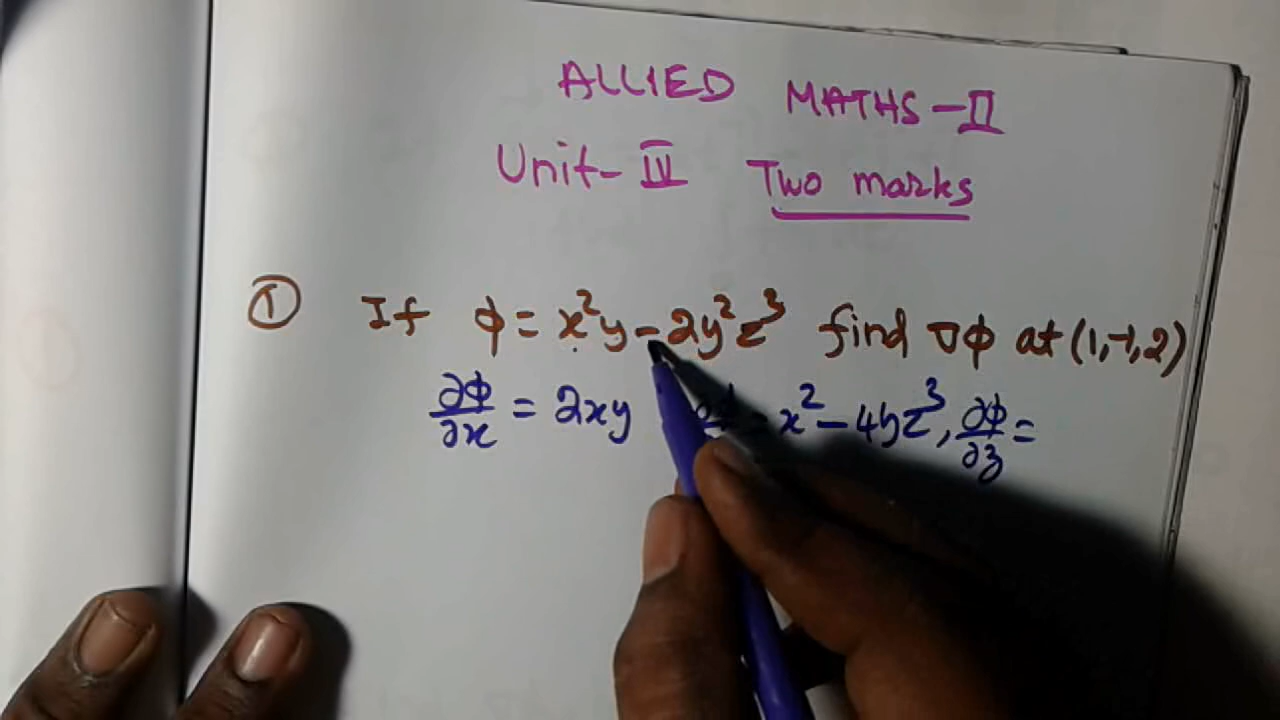 ALLIED MATHS-II
Unit-IV Two marks
① If φ = x²y - 2y²z³ find ∇φ at (1,-1,2)
∂φ/∂x = 2xy = x² - 4yz³, ∂φ/∂z =